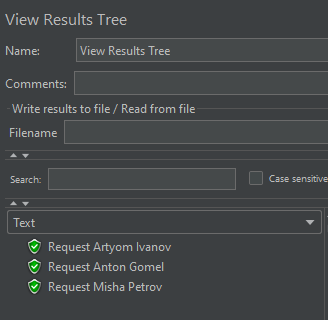 View Results Tree
Name: View Results Tree
Comments:
Write results to file / Read from file
Filename
Search: Case sensitive
Text
Request Artyom Ivanov
Request Anton Gomel
Request Misha Petrov